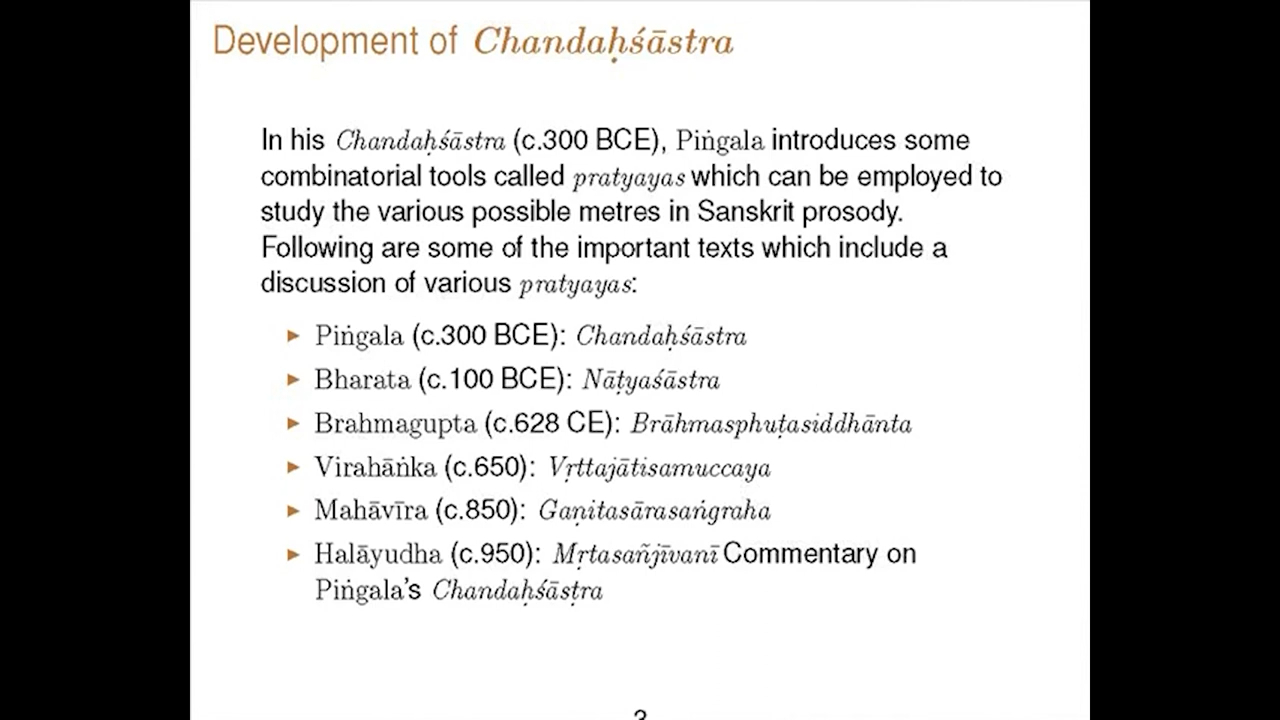 Development of Chandaḥśāstra
In his Chandaḥśāstra (c.300 BCE), Piṅgala introduces some
combinatorial tools called pratyayas which can be employed to
study the various possible metres in Sanskrit prosody.
Following are some of the important texts which include a
discussion of various pratyayas:
▶ Piṅgala (c.300 BCE): Chandaḥśāstra
▶ Bharata (c.100 BCE): Nāṭyaśāstra
▶ Brahmagupta (c.628 CE): Brāhmasphuṭasiddhānta
▶ Virahāṅka (c.650): Vṛttajātisamuccaya
▶ Mahāvīra (c.850): Gaṇitasārasaṅgraha
▶ Halāyudha (c.950): Mṛtasañjīvanī Commentary on
Piṅgala's Chandaḥśāsṭra
3